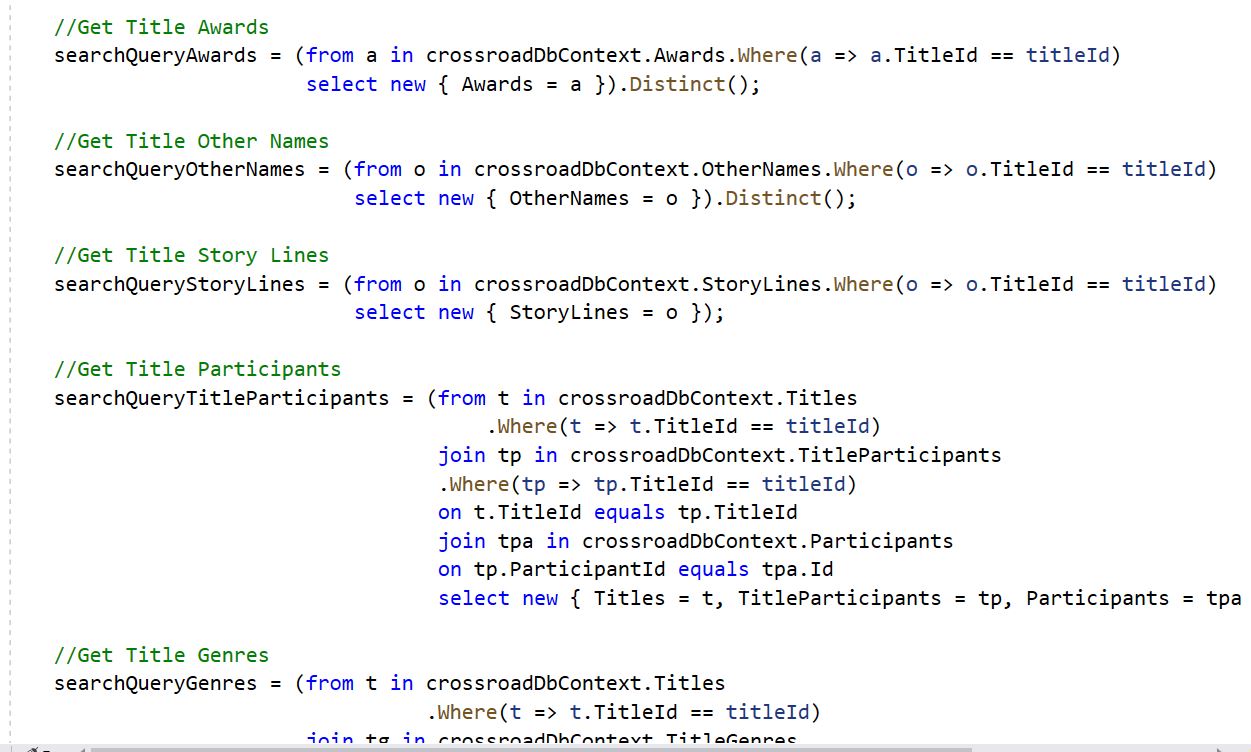 //Get Title Awards
searchQueryAwards = (from a in crossroadDbContext.Awards.Where(a => a.TitleId == titleId)
select new { Awards = a }).Distinct();
//Get Title Other Names
searchQueryOtherNames = (from o in crossroadDbContext.OtherNames.Where(o => o.TitleId == titleId)
select new { OtherNames = o }).Distinct();
//Get Title Story Lines
searchQueryStoryLines = (from o in crossroadDbContext.StoryLines.Where(o => o.TitleId == titleId)
select new { StoryLines = o });
//Get Title Participants
searchQueryTitleParticipants = (from t in crossroadDbContext.Titles
.Where(t => t.TitleId == titleId)
join tp in crossroadDbContext.TitleParticipants
.Where(tp => tp.TitleId == titleId)
on t.TitleId equals tp.TitleId
join tpa in crossroadDbContext.Participants
on tp.ParticipantId equals tpa.Id
select new { Titles = t, TitleParticipants = tp, Participants = tpa
//Get Title Genres
searchQueryGenres = (from t in crossroadDbContext.Titles
.Where(t => t.TitleId == titleId)
join tg in crossroadDbContext.TitleGenres